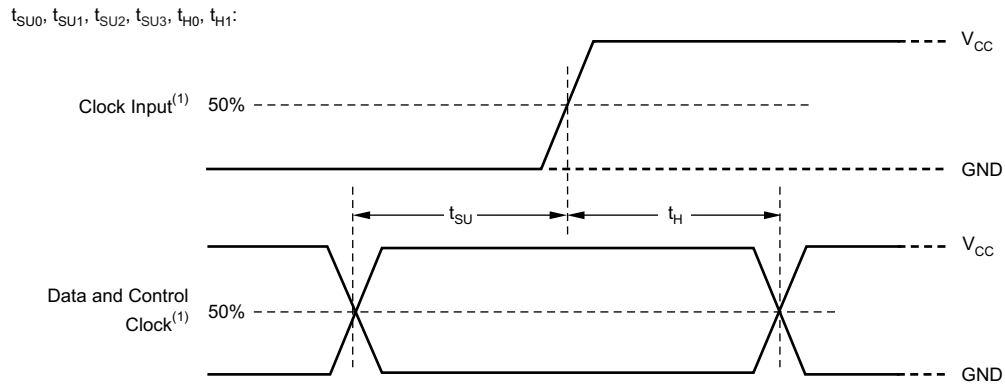 tSU0, tSU1, tSU2, tSU3, tH0, tH1:
VCC
Clock Input(1) 50%
GND
tSU tH
VCC
Data and Control
Clock(1) 50%
GND